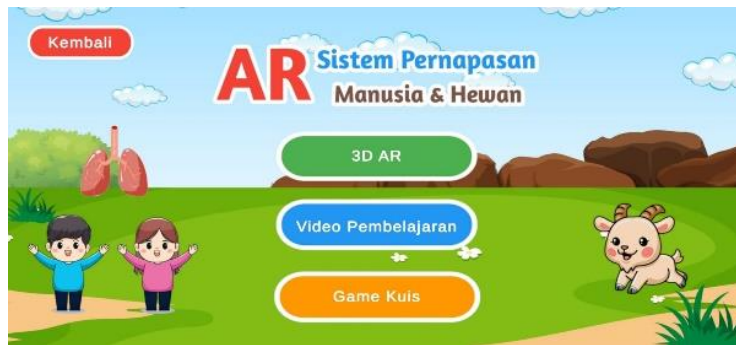 Kembali
AR Sistem Pernapasan
Manusia & Hewan
3D AR
Video Pembelajaran
Game Kuis